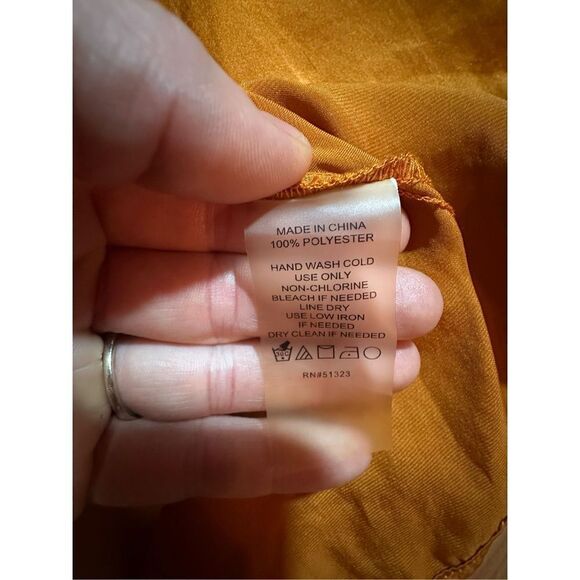 MADE IN CHINA
100% POLYESTER
HAND WASH COLD
USE ONLY
NON-CHLORINE
BLEACH IF NEEDED
LINE DRY
USE LOW IRON
IF NEEDED
DRY CLEAN IF NEEDED
30C
RN#51323